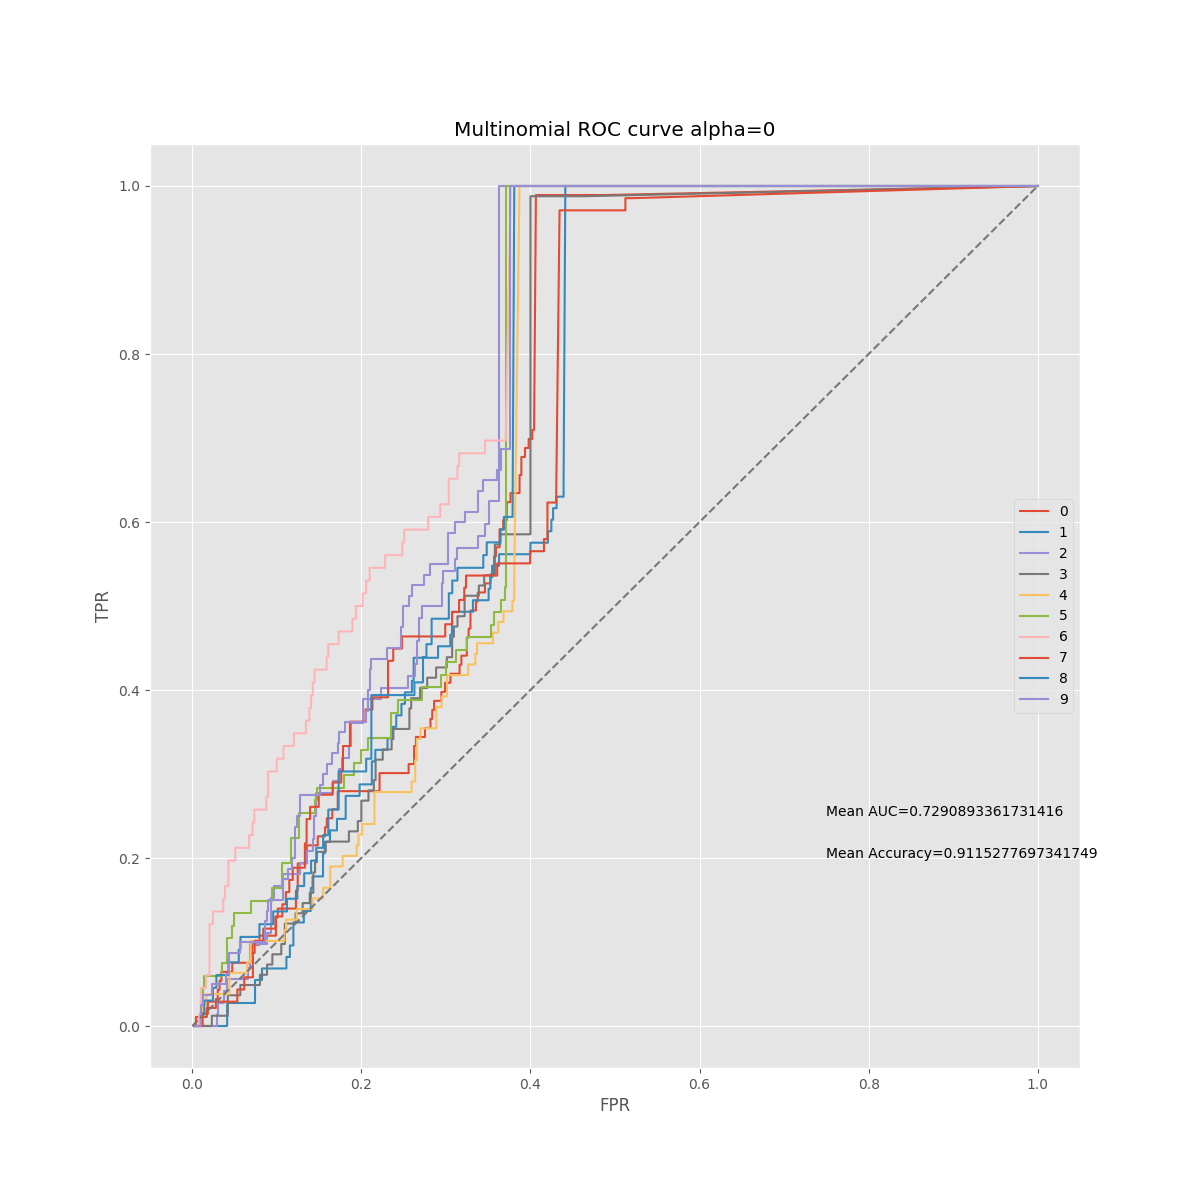 Multinomial ROC curve alpha=0
1.0
0.8
0.6
0.4
0.2
0.0
TPR
0.0 0.2 0.4 0.6 0.8 1.0
FPR
0
1
2
3
4
5
6
7
8
9
Mean AUC=0.7290893361731416
Mean Accuracy=0.9115277697341749